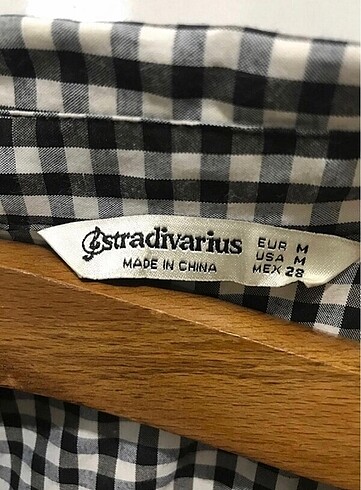 Stradivarius
MADE IN CHINA
EUR M
USA M
MEX 28